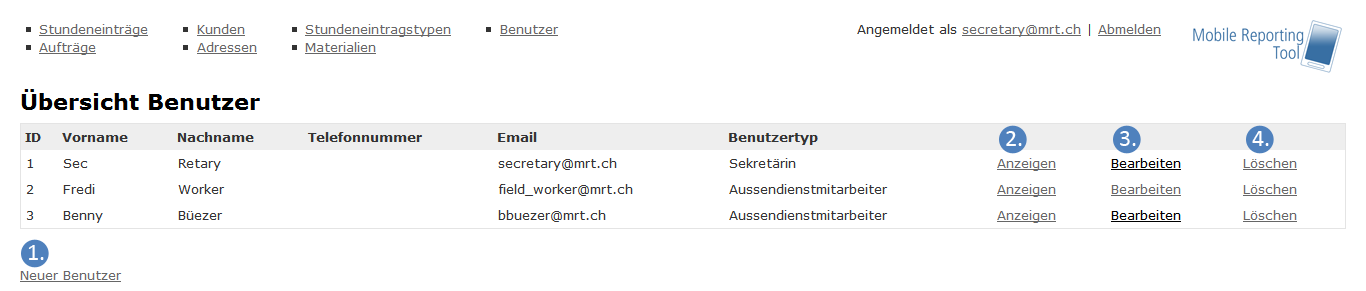 Stundeneinträge Kunden Stundeneintragstypen Benutzer Angemeldet als secretary@mrt.ch | Abmelden
Aufträge Adressen Materialien
Mobile Reporting
Tool
Übersicht Benutzer
ID Vorname Nachname Telefonnummer Email Benutzertyp 2. 3. 4.
1 Sec Retary secretary@mrt.ch Sekretärin Anzeigen Bearbeiten Löschen
2 Fredi Worker field_worker@mrt.ch Aussendienstmitarbeiter Anzeigen Bearbeiten Löschen
3 Benny Büezer bbuezer@mrt.ch Aussendienstmitarbeiter Anzeigen Bearbeiten Löschen
1.
Neuer Benutzer